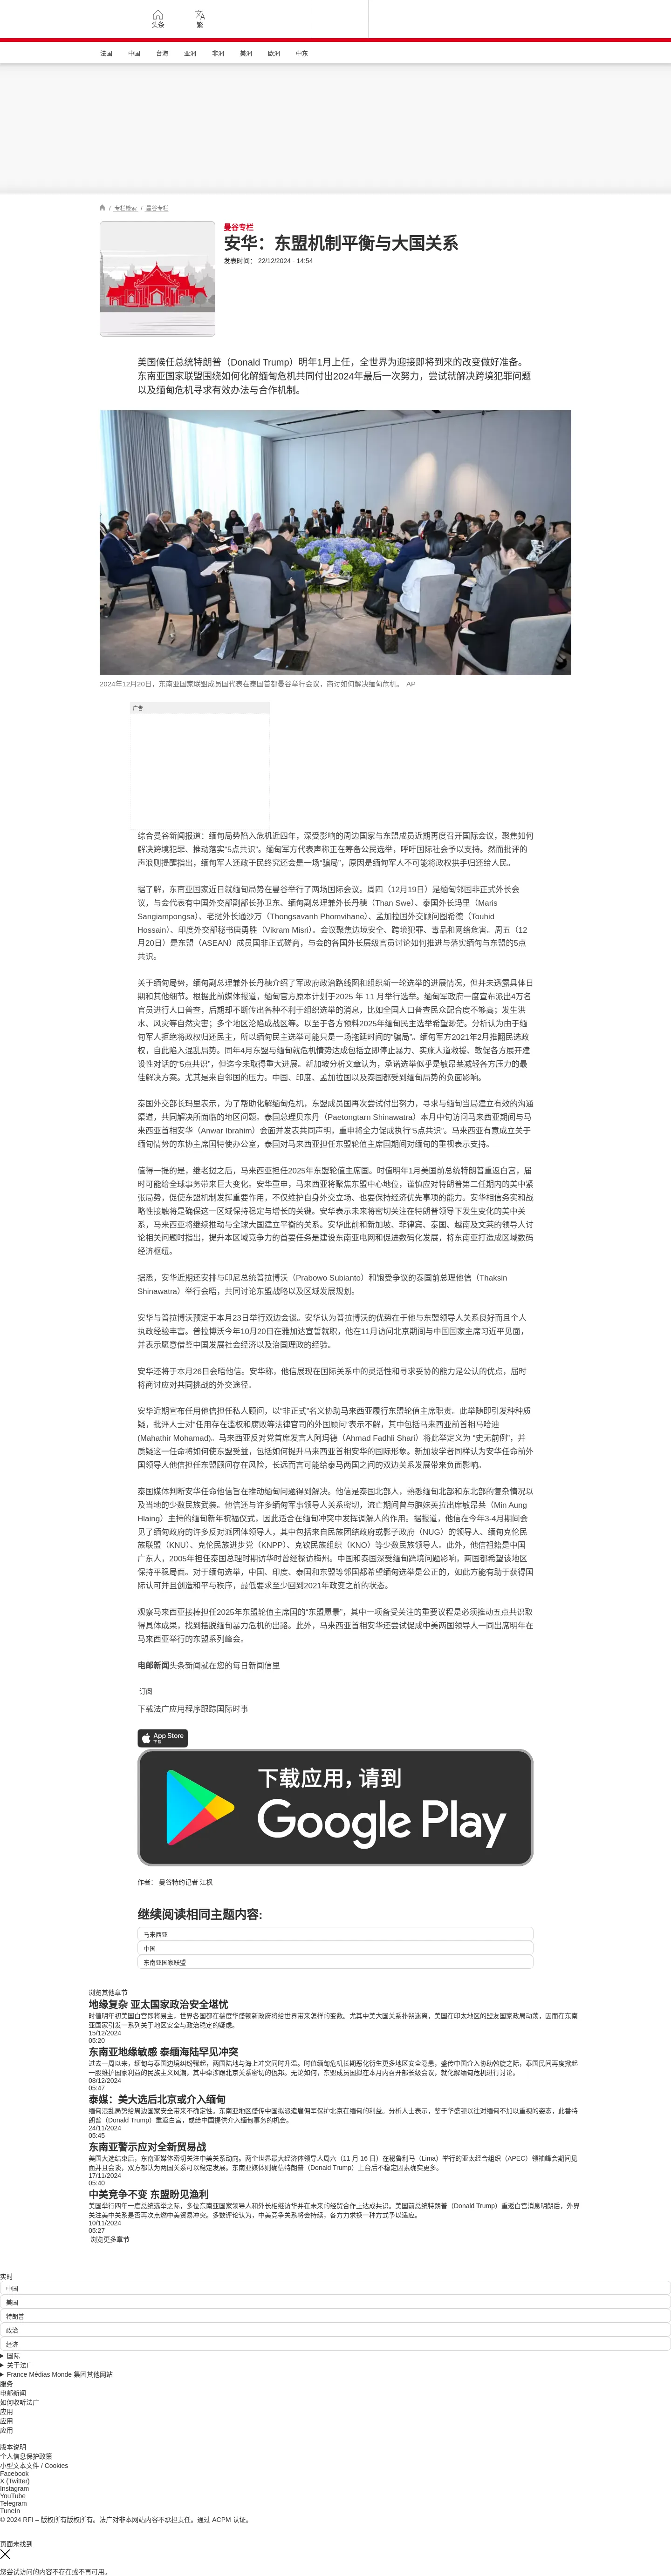 头条
繁
法国 中国 台海 亚洲 非洲 美洲 欧洲 中东
/ 专栏检索 / 曼谷专栏
曼谷专栏
安华：东盟机制平衡与大国关系
发表时间： 22/12/2024 - 14:54
美国候任总统特朗普（Donald Trump）明年1月上任，全世界为迎接即将到来的改变做好准备。
东南亚国家联盟围绕如何化解缅甸危机共同付出2024年最后一次努力，尝试就解决跨境犯罪问题
以及缅甸危机寻求有效办法与合作机制。
2024年12月20日，东南亚国家联盟成员国代表在泰国首都曼谷举行会议，商讨如何解决缅甸危机。 AP
广告
综合曼谷新闻报道：缅甸局势陷入危机近四年，深受影响的周边国家与东盟成员近期再度召开国际会议，聚焦如何
解决跨境犯罪、推动落实“5点共识”。缅甸军方代表声称正在筹备公民选举，呼吁国际社会予以支持。然而批评的
声浪则提醒指出，缅甸军人还政于民终究还会是一场“骗局”，原因是缅甸军人不可能将政权拱手归还给人民。
据了解，东南亚国家近日就缅甸局势在曼谷举行了两场国际会议。周四（12月19日）是缅甸邻国非正式外长会
议，与会代表有中国外交部副部长孙卫东、缅甸副总理兼外长丹穗（Than Swe）、泰国外长玛里（Maris
Sangiampongsa）、老挝外长通沙万（Thongsavanh Phomvihane）、孟加拉国外交顾问图希德（Touhid
Hossain）、印度外交部秘书唐勇胜（Vikram Misri）。会议聚焦边境安全、跨境犯罪、毒品和网络危害。周五（12
月20日）是东盟（ASEAN）成员国非正式磋商，与会的各国外长层级官员讨论如何推进与落实缅甸与东盟的5点
共识。
关于缅甸局势，缅甸副总理兼外长丹穗介绍了军政府政治路线图和组织新一轮选举的进展情况，但并未透露具体日
期和其他细节。根据此前媒体报道，缅甸官方原本计划于2025 年 11 月举行选举。缅甸军政府一度宣布派出4万名
官员进行人口普查，后期却不断传出各种不利于组织选举的消息，比如全国人口普查民众配合度不够高；发生洪
水、风灾等自然灾害；多个地区沦陷成战区等。以至于各方预料2025年缅甸民主选举希望渺茫。分析认为由于缅
甸军人拒绝将政权归还民主，所以缅甸民主选举可能只是一场拖延时间的“骗局”。缅甸军方2021年2月推翻民选政
权，自此陷入混乱局势。同年4月东盟与缅甸就危机情势达成包括立即停止暴力、实施人道救援、敦促各方展开建
设性对话的“5点共识”，但迄今未取得重大进展。新加坡分析文章认为，承诺选举似乎是敏昂莱减轻各方压力的最
佳解决方案。尤其是来自邻国的压力。中国、印度、孟加拉国以及泰国都受到缅甸局势的负面影响。
泰国外交部长玛里表示，为了帮助化解缅甸危机，东盟成员国再次尝试付出努力，寻求与缅甸当局建立有效的沟通
渠道，共同解决所面临的地区问题。泰国总理贝东丹（Paetongtarn Shinawatra）本月中旬访问马来西亚期间与马
来西亚首相安华（Anwar Ibrahim）会面并发表共同声明，重申将全力促成执行“5点共识”。马来西亚有意成立关于
缅甸情势的东协主席国特使办公室，泰国对马来西亚担任东盟轮值主席国期间对缅甸的重视表示支持。
值得一提的是，继老挝之后，马来西亚担任2025年东盟轮值主席国。时值明年1月美国前总统特朗普重返白宫，届
时可能给全球事务带来巨大变化。安华重申，马来西亚将聚焦东盟中心地位，谨慎应对特朗普第二任期内的美中紧
张局势，促使东盟机制发挥重要作用，不仅维护自身外交立场、也要保持经济优先事项的能力。安华相信务实和战
略性接触将是确保这一区域保持稳定与增长的关键。安华表示未来将密切关注在特朗普领导下发生变化的美中关
系，马来西亚将继续推动与全球大国建立平衡的关系。安华此前和新加坡、菲律宾、泰国、越南及文莱的领导人讨
论相关问题时指出，提升本区域竞争力的首要任务是建设东南亚电网和促进数码化发展，将东南亚打造成区域数码
经济枢纽。
据悉，安华近期还安排与印尼总统普拉博沃（Prabowo Subianto）和饱受争议的泰国前总理他信（Thaksin
Shinawatra）举行会晤，共同讨论东盟战略以及区域发展规划。
安华与普拉博沃预定于本月23日举行双边会谈。安华认为普拉博沃的优势在于他与东盟领导人关系良好而且个人
执政经验丰富。普拉博沃今年10月20日在雅加达宣誓就职，他在11月访问北京期间与中国国家主席习近平见面，
并表示愿意借鉴中国发展社会经济以及治国理政的经验。
安华还将于本月26日会晤他信。安华称，他信展现在国际关系中的灵活性和寻求妥协的能力是公认的优点，届时
将商讨应对共同挑战的外交途径。
安华近期宣布任用他信担任私人顾问，以“非正式”名义协助马来西亚履行东盟轮值主席职责。此举随即引发种种质
疑，批评人士对“任用存在滥权和腐败等法律官司的外国顾问”表示不解，其中包括马来西亚前首相马哈迪
(Mahathir Mohamad)。马来西亚反对党首席发言人阿玛德（Ahmad Fadhli Shari）将此举定义为 “史无前例”，并
质疑这一任命将如何使东盟受益，包括如何提升马来西亚首相安华的国际形象。新加坡学者同样认为安华任命前外
国领导人他信担任东盟顾问存在风险，长远而言可能给泰马两国之间的双边关系发展带来负面影响。
泰国媒体判断安华任命他信旨在推动缅甸问题得到解决。他信是泰国北部人，熟悉缅甸北部和东北部的复杂情况以
及当地的少数民族武装。他信还与许多缅甸军事领导人关系密切，流亡期间曾与胞妹英拉出席敏昂莱（Min Aung
Hlaing）主持的缅甸新年祝福仪式，因此适合在缅甸冲突中发挥调解人的作用。据报道，他信在今年3-4月期间会
见了缅甸政府的许多反对派团体领导人，其中包括来自民族团结政府或影子政府（NUG）的领导人、缅甸克伦民
族联盟（KNU）、克伦民族进步党（KNPP）、克钦民族组织（KNO）等少数民族领导人。此外，他信祖籍是中国
广东人，2005年担任泰国总理时期访华时曾经探访梅州。中国和泰国深受缅甸跨境问题影响，两国都希望该地区
保持平稳局面。对于缅甸选举，中国、印度、泰国和东盟等邻国都希望缅甸选举是公正的，如此方能有助于获得国
际认可并且创造和平与秩序，最低要求至少回到2021年政变之前的状态。
观察马来西亚接棒担任2025年东盟轮值主席国的“东盟愿景”，其中一项备受关注的重要议程是必须推动五点共识取
得具体成果，找到摆脱缅甸暴力危机的出路。此外，马来西亚首相安华还尝试促成中美两国领导人一同出席明年在
马来西亚举行的东盟系列峰会。
电邮新闻头条新闻就在您的每日新闻信里
订阅
下载法广应用程序跟踪国际时事
App Store
下载
下载应用，请到
Google Play
作者： 曼谷特约记者 江枫
继续阅读相同主题内容:
马来西亚
中国
东南亚国家联盟
浏览其他章节
地缘复杂 亚太国家政治安全堪忧
时值明年初美国白宫即将易主，世界各国都在揣度华盛顿新政府将给世界带来怎样的变数。尤其中美大国关系扑朔迷离，美国在印太地区的盟友国家政局动荡，因而在东南
亚国家引发一系列关于地区安全与政治稳定的疑虑。
15/12/2024
05:20
东南亚地缘敏感 泰缅海陆罕见冲突
过去一周以来，缅甸与泰国边境纠纷骤起，两国陆地与海上冲突同时升温。时值缅甸危机长期恶化衍生更多地区安全隐患，盛传中国介入协助斡旋之际，泰国民间再度掀起
一股维护国家利益的民族主义风潮，其中牵涉跟北京关系密切的佤邦。无论如何，东盟成员国拟在本月内召开部长级会议，就化解缅甸危机进行讨论。
08/12/2024
05:47
泰媒：美大选后北京或介入缅甸
缅甸混乱局势给周边国家安全带来不确定性。东南亚地区盛传中国拟派遣雇佣军保护北京在缅甸的利益。分析人士表示，鉴于华盛顿以往对缅甸不加以重视的姿态，此番特
朗普（Donald Trump）重返白宫，或给中国提供介入缅甸事务的机会。
24/11/2024
05:45
东南亚警示应对全新贸易战
美国大选结束后，东南亚媒体密切关注中美关系动向。两个世界最大经济体领导人周六（11 月 16 日）在秘鲁利马（Lima）举行的亚太经合组织（APEC）领袖峰会期间见
面并且会谈，双方都认为两国关系可以稳定发展。东南亚媒体则确信特朗普（Donald Trump）上台后不稳定因素确实更多。
17/11/2024
05:40
中美竞争不变 东盟盼见渔利
美国举行四年一度总统选举之际，多位东南亚国家领导人和外长相继访华并在未来的经贸合作上达成共识。美国前总统特朗普（Donald Trump）重返白宫消息明朗后，外界
对关注美中关系是否再次点燃中美贸易冲突。多数评论认为，中美竞争关系将会持续，各方力求换一种方式予以适应。
10/11/2024
05:27
浏览更多章节
实时
中国
美国
特朗普
政治
经济
国际
关于法广
France Médias Monde 集团其他网站
服务
电邮新闻
如何收听法广
应用
应用
应用
版本说明
个人信息保护政策
小型文本文件 / Cookies
Facebook
X (Twitter)
Instagram
YouTube
Telegram
TuneIn
© 2024 RFI – 版权所有版权所有。法广对非本网站内容不承担责任。通过 ACPM 认证。
页面未找到
您尝试访问的内容不存在或不再可用。